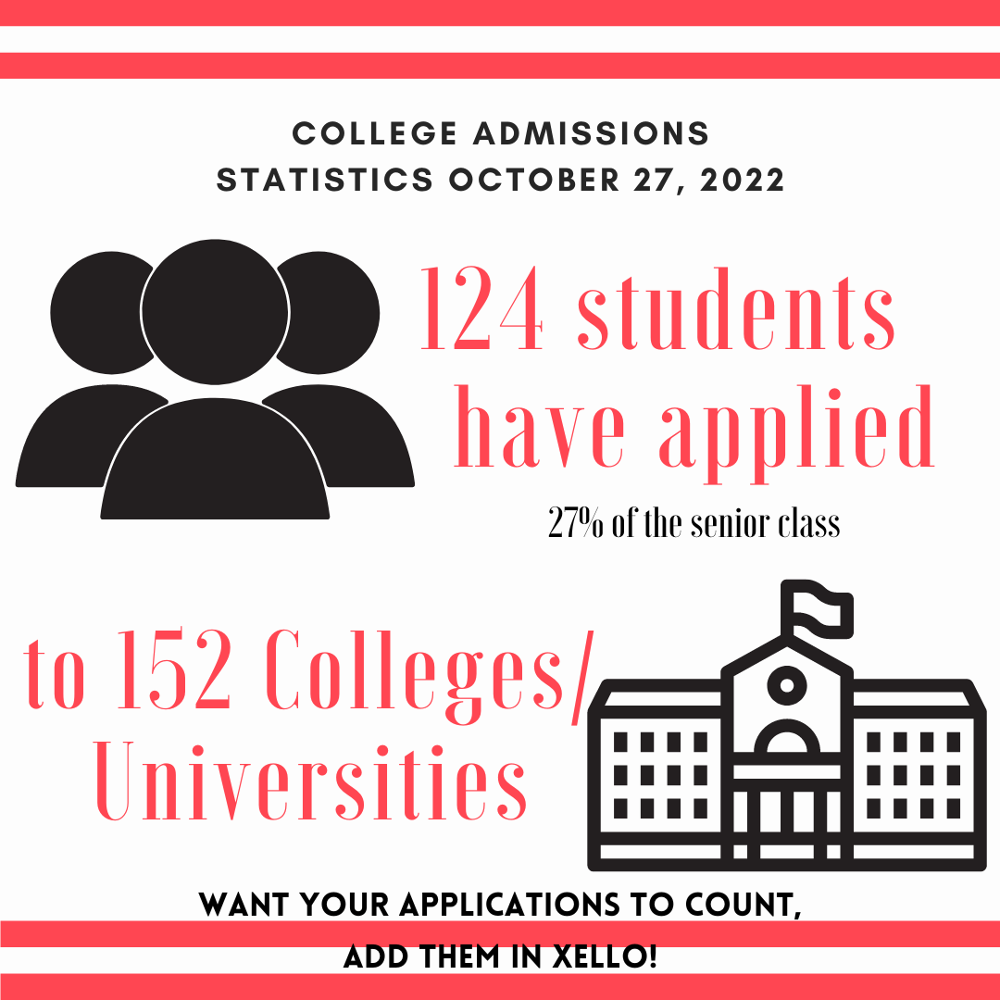 COLLEGE ADMISSIONS
STATISTICS OCTOBER 27, 2022
124 students
have applied
27% of the senior class
to 152 Colleges/
Universities
WANT YOUR APPLICATIONS TO COUNT,
ADD THEM IN XELLO!